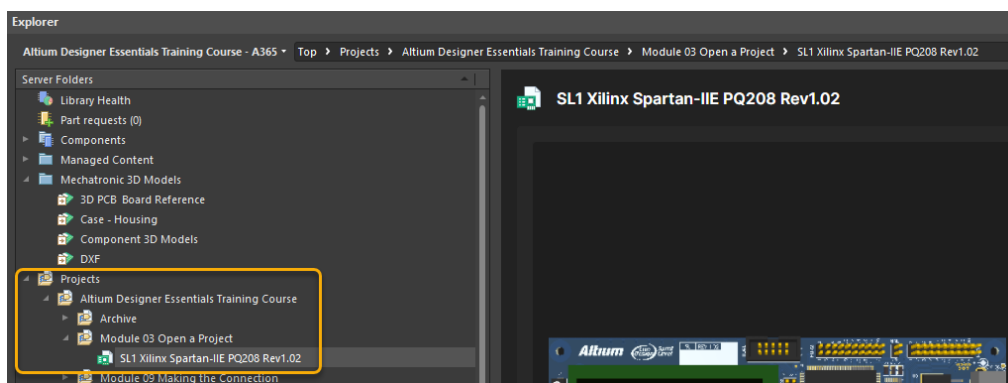 Explorer
Altium Designer Essentials Training Course - A365 Top > Projects > Altium Designer Essentials Training Course > Module 03 Open a Project > SL1 Xilinx Spartan-IIE PQ208 Rev1.02
Server Folders
Library Health
Part requests (0)
Components
Managed Content
Mechatronic 3D Models
3D PCB Board Reference
Case - Housing
Component 3D Models
DXF
Projects
Altium Designer Essentials Training Course
Archive
Module 03 Open a Project
SL1 Xilinx Spartan-IIE PQ208 Rev1.02
Module 09 Making the Connection
SL1 Xilinx Spartan-IIE PQ208 Rev1.02
Altium